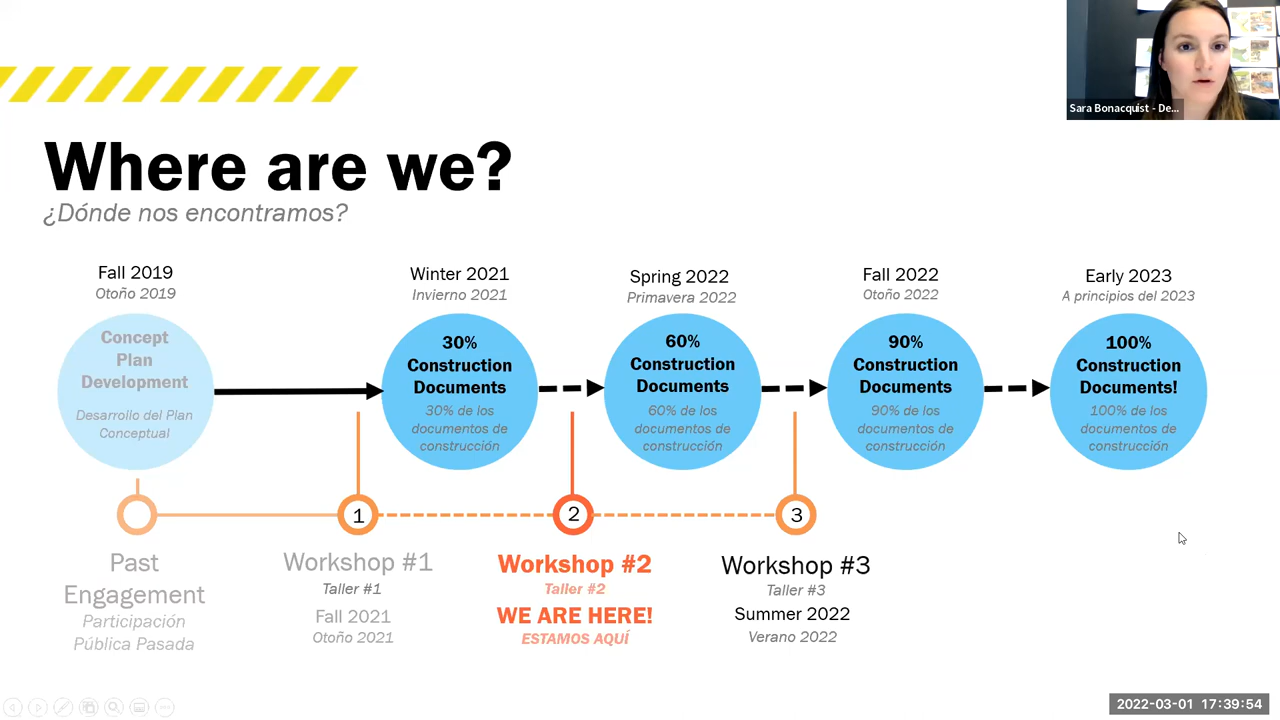 Sara Bonacquist - De...
Where are we?
¿Dónde nos encontramos?
Fall 2019
Otoño 2019
Concept
Plan
Development
Desarrollo del Plan
Conceptual
Winter 2021
Invierno 2021
30%
Construction
Documents
30% de los
documentos de
construcción
Spring 2022
Primavera 2022
60%
Construction
Documents
60% de los
documentos de
construcción
Fall 2022
Otoño 2022
90%
Construction
Documents
90% de los
documentos de
construcción
Early 2023
A principios del 2023
100%
Construction
Documents!
100% de los
documentos de
construcción
Past
Engagement
Participación
Pública Pasada
1
Workshop #1
Taller #1
Fall 2021
Otoño 2021
2
Workshop #2
Taller #2
WE ARE HERE!
ESTAMOS AQUÍ
3
Workshop #3
Taller #3
Summer 2022
Verano 2022
2022-03-01 17:39:54